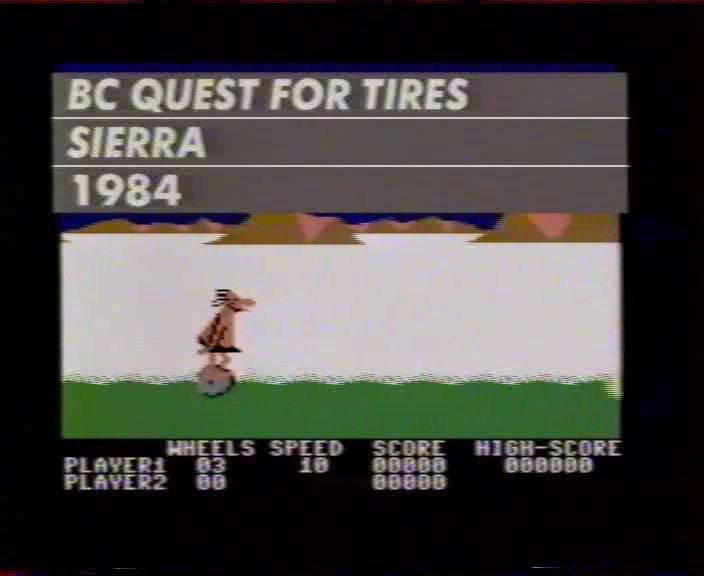 BC QUEST FOR TIRES
SIERRA
1984
WHEELS SPEED SCORE HIGH-SCORE
PLAYER1 03 10 00000 000000
PLAYER2 00 00000